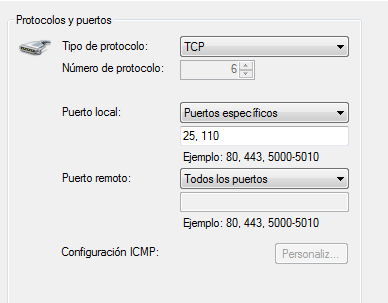 Protocolos y puertos
Tipo de protocolo: TCP
Número de protocolo: 6
Puerto local: Puertos específicos
25, 110
Ejemplo: 80, 443, 5000-5010
Puerto remoto: Todos los puertos
Ejemplo: 80, 443, 5000-5010
Configuración ICMP: Personaliz...